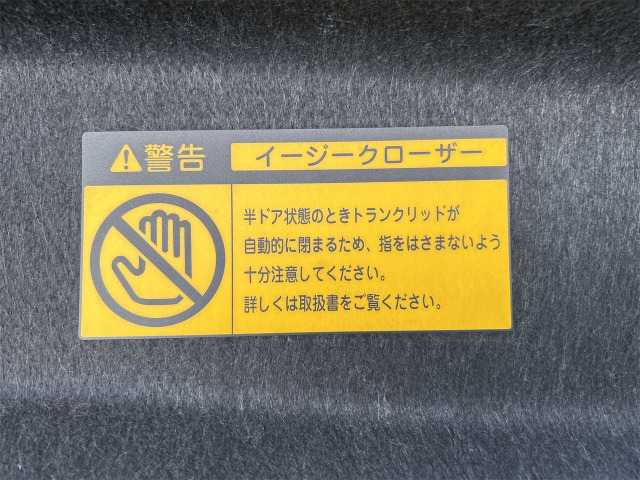 警告 イージークローザー
半ドア状態のときトランクリッドが
自動的に閉まるため、指をはさまないよう
十分注意してください。
詳しくは取扱書をご覧ください。